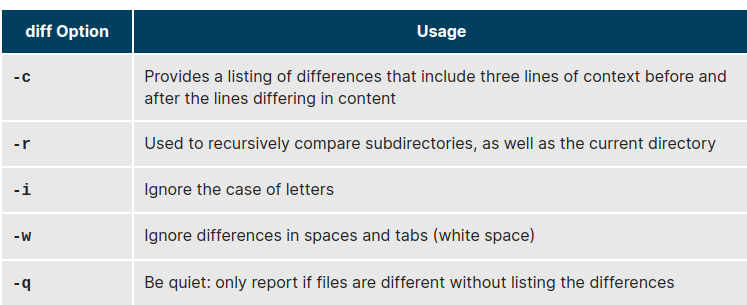 diff Option Usage
-c Provides a listing of differences that include three lines of context before and
after the lines differing in content
-r Used to recursively compare subdirectories, as well as the current directory
-i Ignore the case of letters
-w Ignore differences in spaces and tabs (white space)
-q Be quiet: only report if files are different without listing the differences